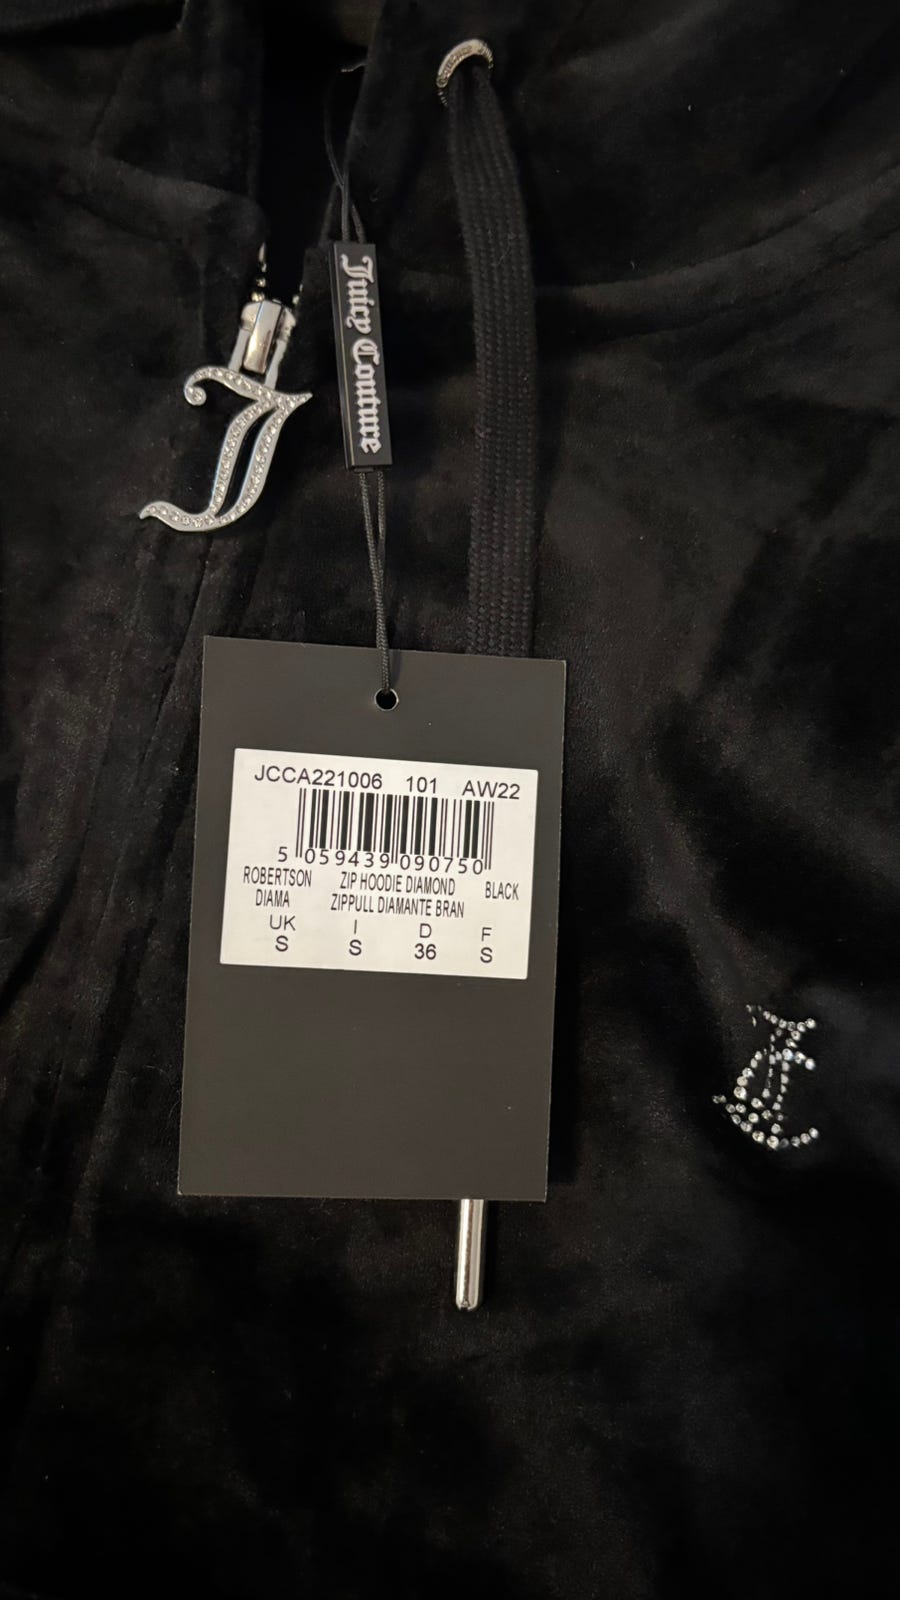 Juicy Couture
JCCA221006 101 AW22
5 059439 090750
ROBERTSON ZIP HOODIE DIAMOND BLACK
DIAMA ZIPPULL DIAMANTE BRAN
UK I D F
S S 36 S